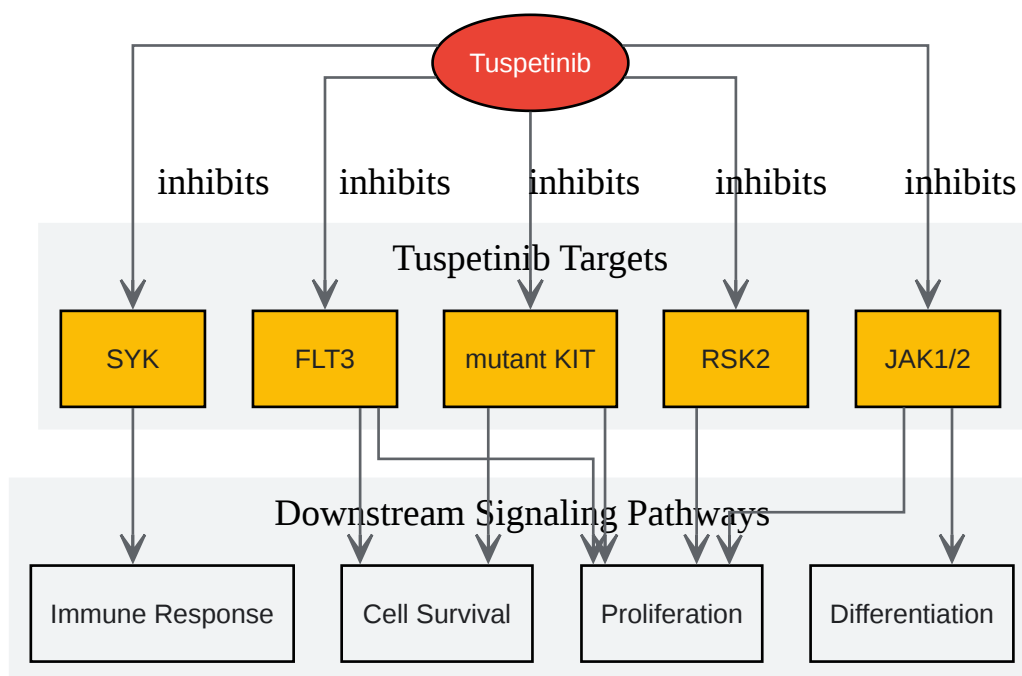 Tuspetinib
inhibits inhibits inhibits inhibits inhibits
Tuspetinib Targets
SYK FLT3 mutant KIT RSK2 JAK1/2
Downstream Signaling Pathways
Immune Response Cell Survival Proliferation Differentiation